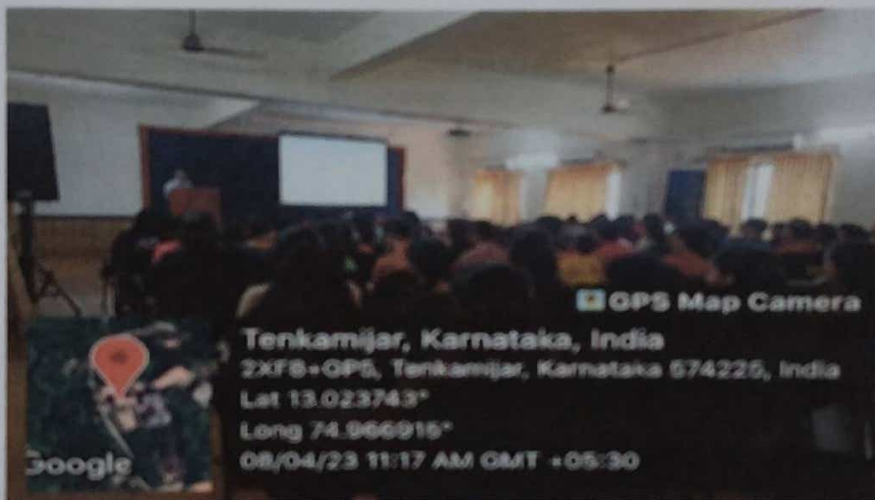 GPS Map Camera
Tenkamijar, Karnataka, India
2XF8+GP5, Tenkamijar, Karnataka 574225, India
Lat 13.023743°
Long 74.966915°
08/04/23 11:17 AM GMT +05:30
Google